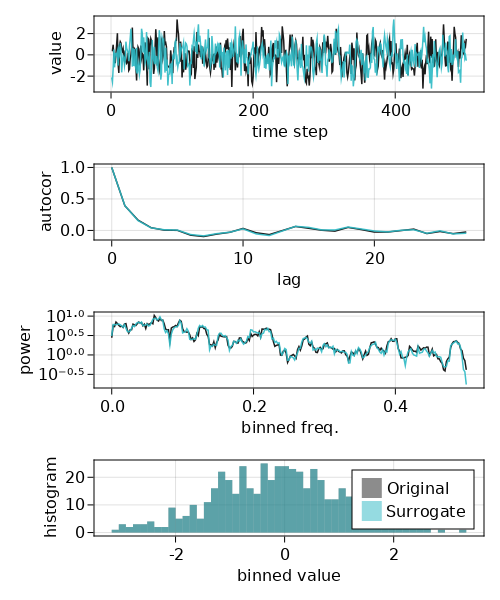 value
2
0
-2
0
200
400
time step
autocor
1.0
0.5
0.0
0
10
20
lag
power
10^1.0
10^0.5
10^0.0
10^-0.5
0.0
0.2
0.4
binned freq.
histogram
20
10
0
Original
Surrogate
-2
0
2
binned value